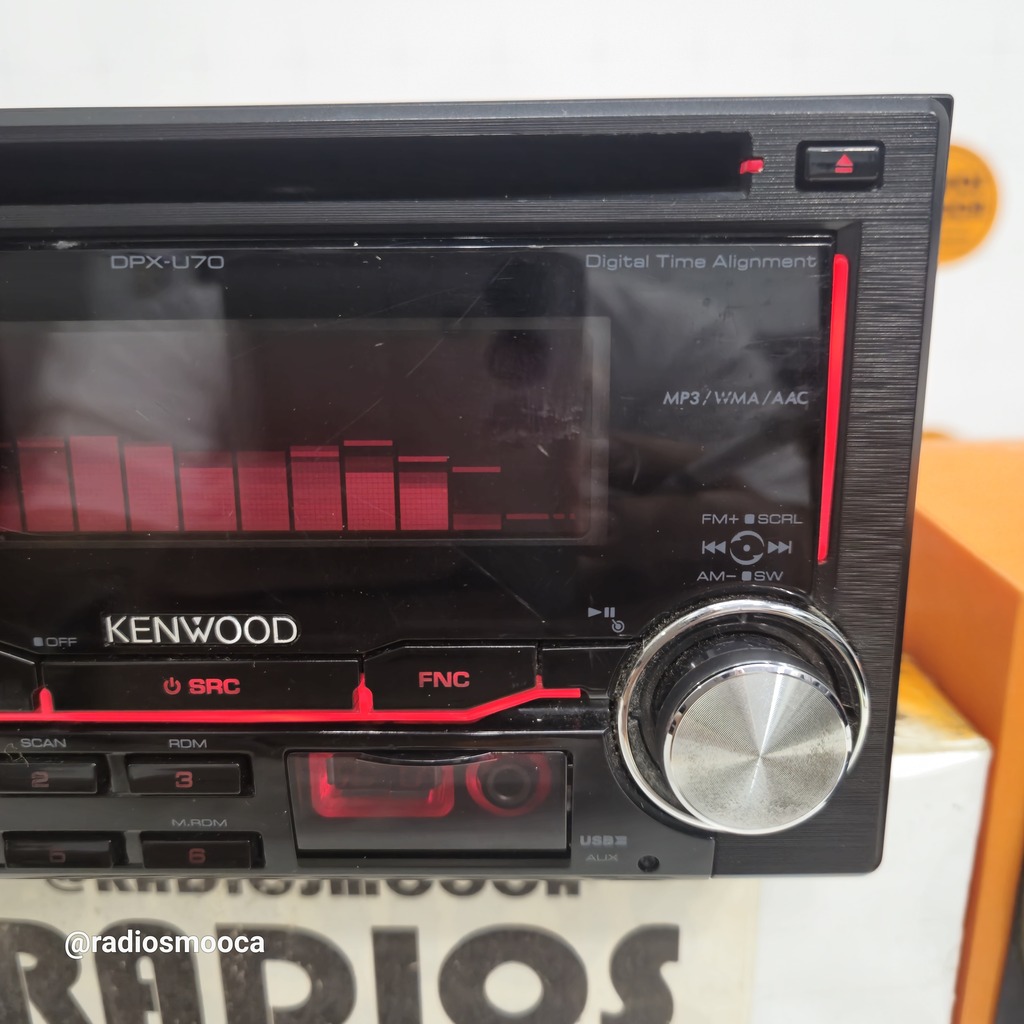 DPX-U70
Digital Time Alignment
MP3/WMA/AAC
FM+ SCRL
AM- SW
OFF
KENWOOD
SRC
FNC
SCAN
RDM
2
3
M.RDM
6
USB
AUX
@RADIOSMOOCA
@radiosmooca
RADIOS